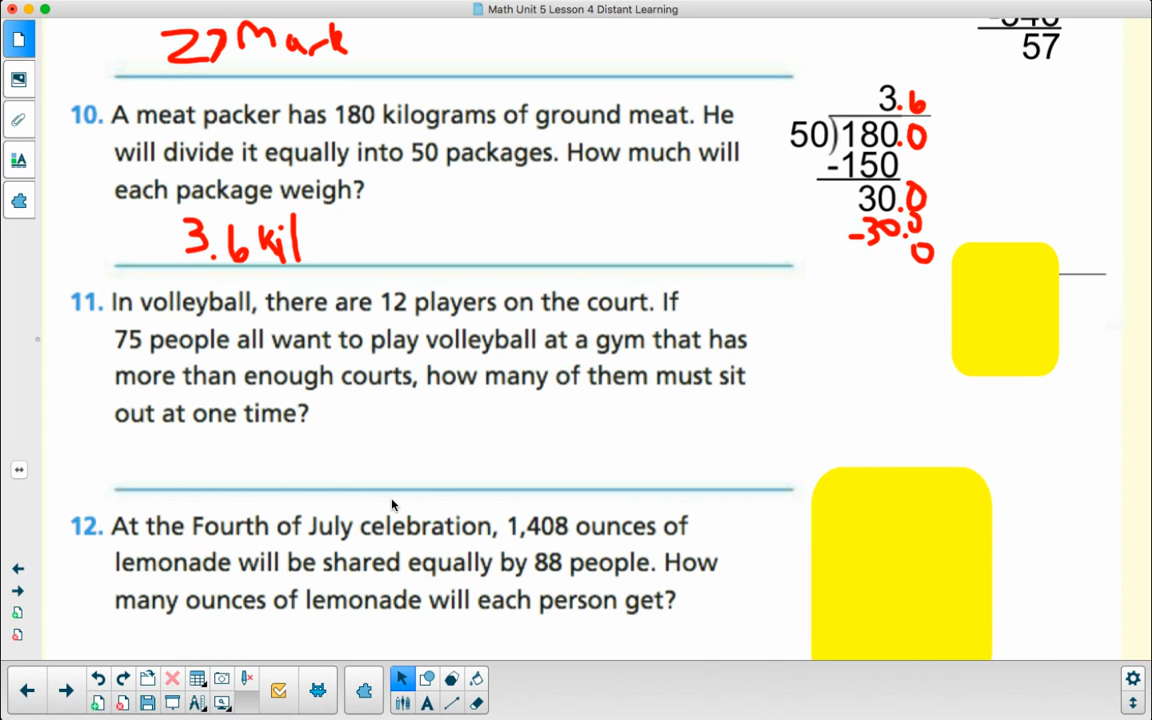 Math Unit 5 Lesson 4 Distant Learning
27 Mark
57
10. A meat packer has 180 kilograms of ground meat. He
will divide it equally into 50 packages. How much will
each package weigh?
3.6 kil
3.6
50)180.0
-150
30.0
-30.0
0
11. In volleyball, there are 12 players on the court. If
75 people all want to play volleyball at a gym that has
more than enough courts, how many of them must sit
out at one time?
12. At the Fourth of July celebration, 1,408 ounces of
lemonade will be shared equally by 88 people. How
many ounces of lemonade will each person get?